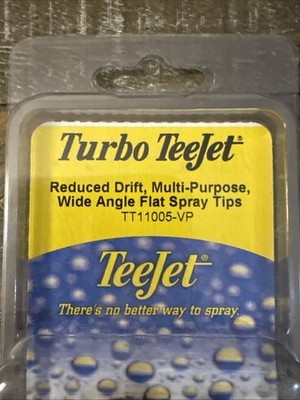 Turbo TeeJet®
Reduced Drift, Multi-Purpose,
Wide Angle Flat Spray Tips
TT11005-VP
TeeJet®
There's no better way to spray.